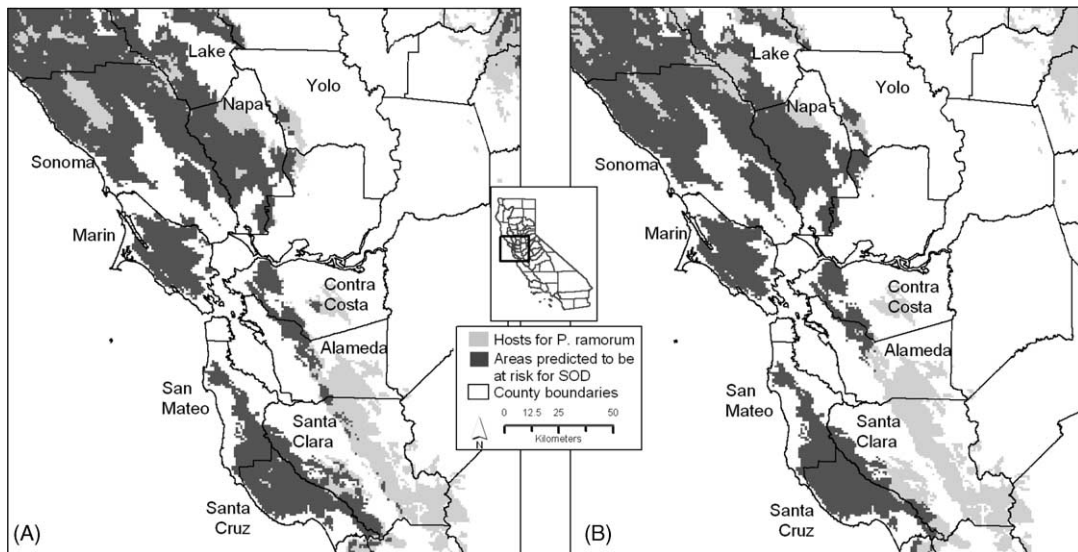 Lake
Yolo
Napa
Sonoma
Marin
Contra
Costa
Alameda
San
Mateo
Santa
Clara
Santa
Cruz
(A)
Hosts for P. ramorum
Areas predicted to be
at risk for SOD
County boundaries
0 12.5 25 50
Kilometers
N
Lake
Yolo
Napa
Sonoma
Marin
Contra
Costa
Alameda
San
Mateo
Santa
Clara
Santa
Cruz
(B)